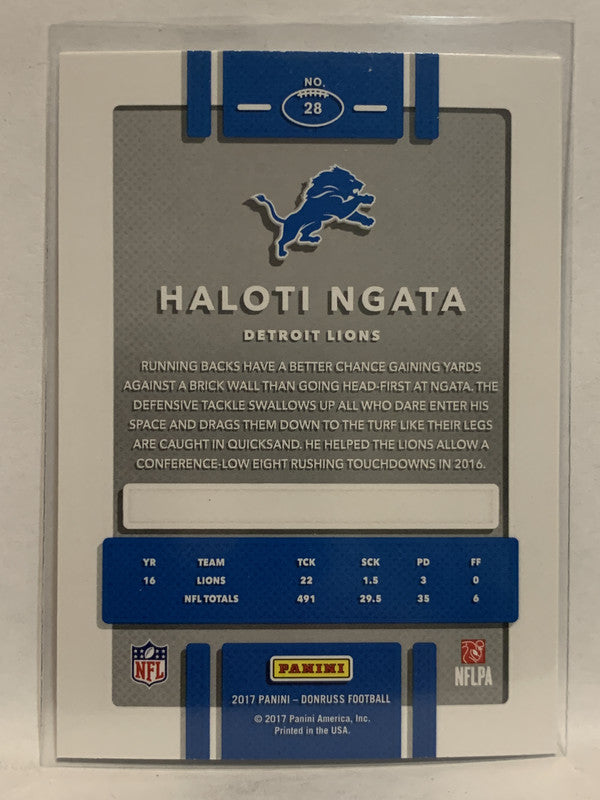 NO.
28
HALOTI NGATA
DETROIT LIONS
RUNNING BACKS HAVE A BETTER CHANCE GAINING YARDS
AGAINST A BRICK WALL THAN GOING HEAD-FIRST AT NGATA. THE
DEFENSIVE TACKLE SWALLOWS UP ALL WHO DARE ENTER HIS
SPACE AND DRAGS THEM DOWN TO THE TURF LIKE THEIR LEGS
ARE CAUGHT IN QUICKSAND. HE HELPED THE LIONS ALLOW A
CONFERENCE-LOW EIGHT RUSHING TOUCHDOWNS IN 2016.
YR TEAM TCK SCK PD FF
16 LIONS 22 1.5 3 0
NFL TOTALS 491 29.5 35 6
NFL
PANINI
NFLPA
2017 PANINI – DONRUSS FOOTBALL
© 2017 Panini America, Inc.
Printed in the USA.